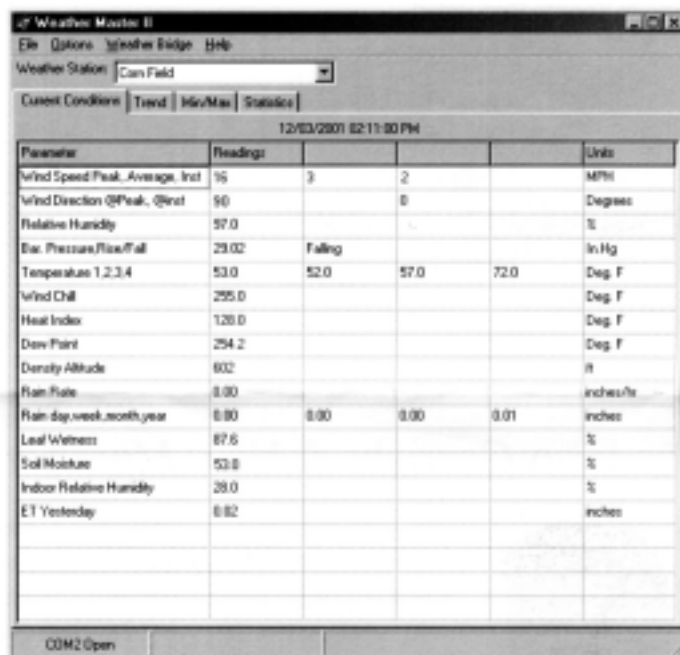 Weather Master II
File Options Weather Bridge Help
Weather Station: Corn Field
Current Conditions Trend Min/Max Statistics
12/03/2001 02:11:00 PM
Parameter Readings Units
Wind Speed Peak, Average, Inst 16 3 2 MPH
Wind Direction @Peak, @Inst 90 0 Degrees
Relative Humidity 97.0 %
Bar. Pressure,Rise/Fall 29.02 Falling In.Hg
Temperature 1,2,3,4 53.0 52.0 57.0 72.0 Deg. F
Wind Chill 255.0 Deg. F
Heat Index 128.0 Deg. F
Dew Point 254.2 Deg. F
Density Altitude 602 ft
Rain Rate 0.00 inches/hr
Rain day,week,month,year 0.00 0.00 0.00 0.01 inches
Leaf Wetness 87.6 %
Soil Moisture 53.0 %
Indoor Relative Humidity 28.0 %
ET Yesterday 0.02 inches
COM2 Open